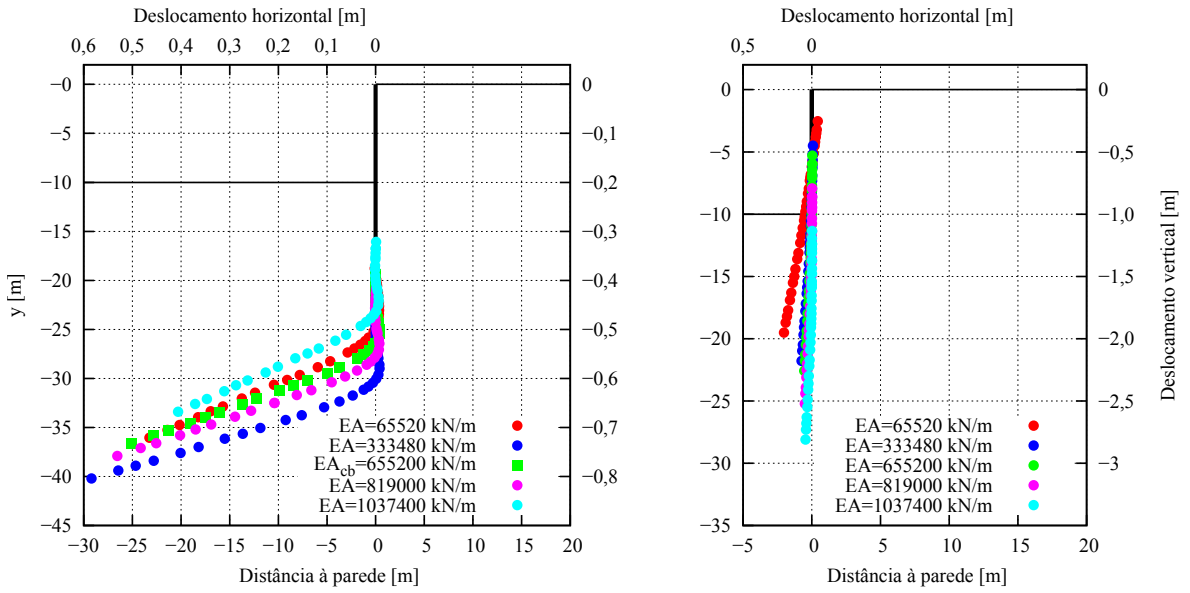 Deslocamento horizontal [m]
0,6 0,5 0,4 0,3 0,2 0,1 0
−0
−5
−10
−15
−20
−25
−30
−35
−40
−45
y [m]
0
−0,1
−0,2
−0,3
−0,4
−0,5
−0,6
−0,7
−0,8
EA=65520 kN/m
EA=333480 kN/m
EAcb=655200 kN/m
EA=819000 kN/m
EA=1037400 kN/m
−30 −25 −20 −15 −10 −5 0 5 10 15 20
Distância à parede [m]
Deslocamento horizontal [m]
0,5 0
0
−5
−10
−15
−20
−25
−30
−35
0
−0,5
−1,0
−1,5
−2,0
−2,5
−3
Deslocamento vertical [m]
EA=65520 kN/m
EA=333480 kN/m
EA=655200 kN/m
EA=819000 kN/m
EA=1037400 kN/m
−5 0 5 10 15 20
Distância à parede [m]